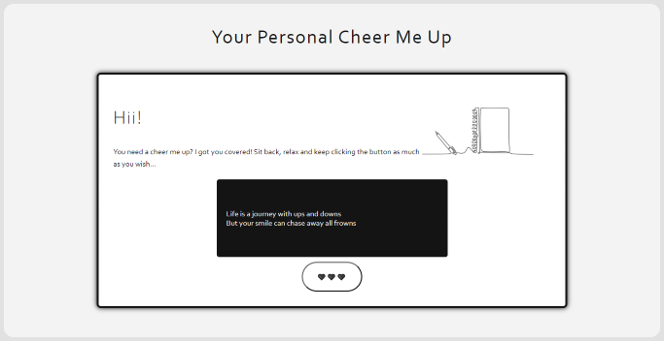 Your Personal Cheer Me Up
Hii!
You need a cheer me up? I got you covered! Sit back, relax and keep clicking the button as much
as you wish...
Life is a journey with ups and downs
But your smile can chase away all frowns